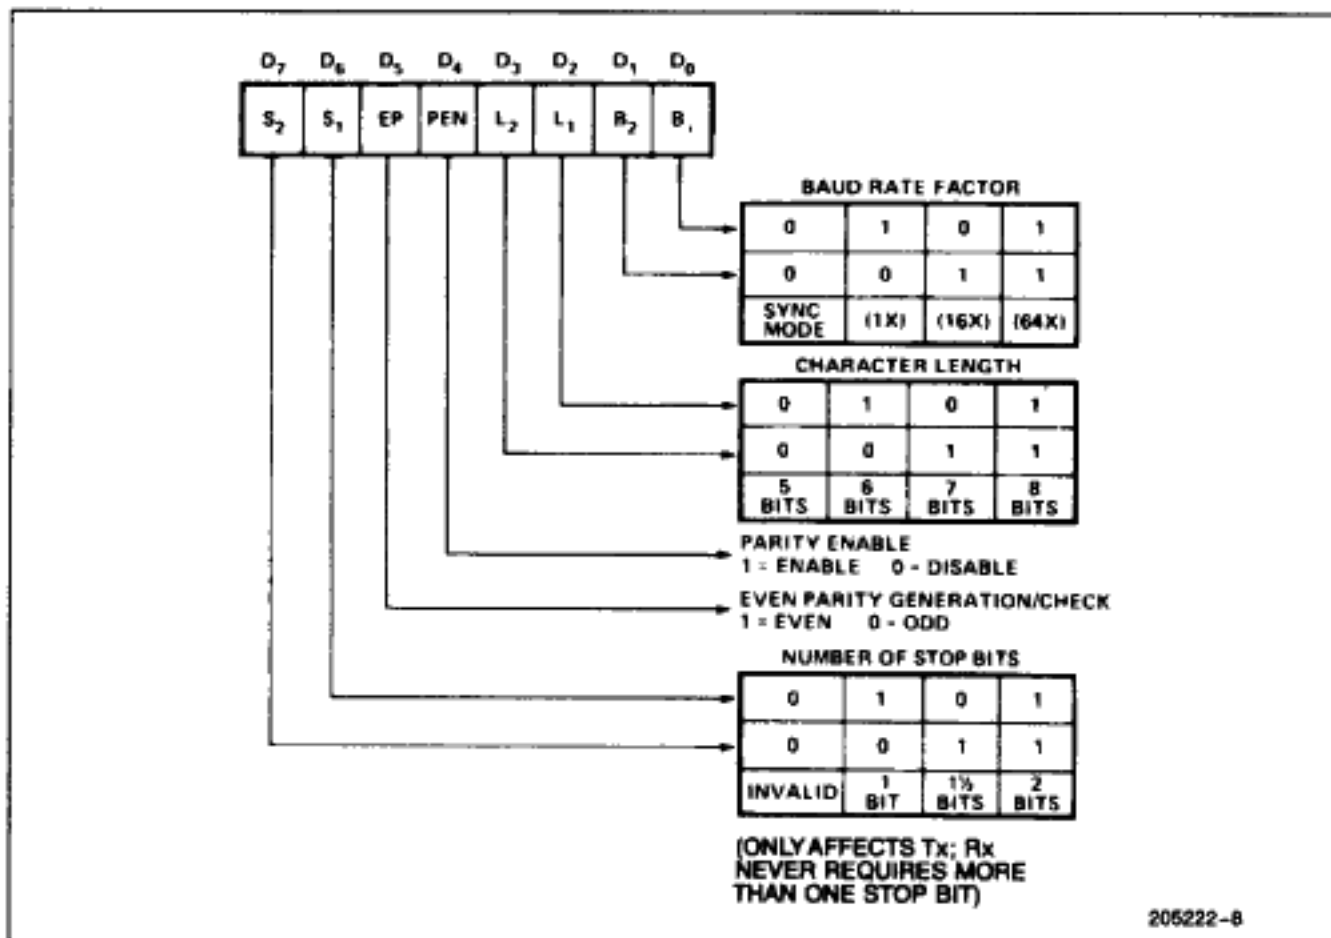 D7 D6 D5 D4 D3 D2 D1 D0
S2 S1 EP PEN L2 L1 B2 B1
BAUD RATE FACTOR
0 1 0 1
0 0 1 1
SYNC MODE (1X) (16X) (64X)
CHARACTER LENGTH
0 1 0 1
0 0 1 1
5 BITS 6 BITS 7 BITS 8 BITS
PARITY ENABLE
1 = ENABLE 0 - DISABLE
EVEN PARITY GENERATION/CHECK
1 = EVEN 0 - ODD
NUMBER OF STOP BITS
0 1 0 1
0 0 1 1
INVALID 1 BIT 1½ BITS 2 BITS
(ONLY AFFECTS Tx; Rx
NEVER REQUIRES MORE
THAN ONE STOP BIT)
205222-8